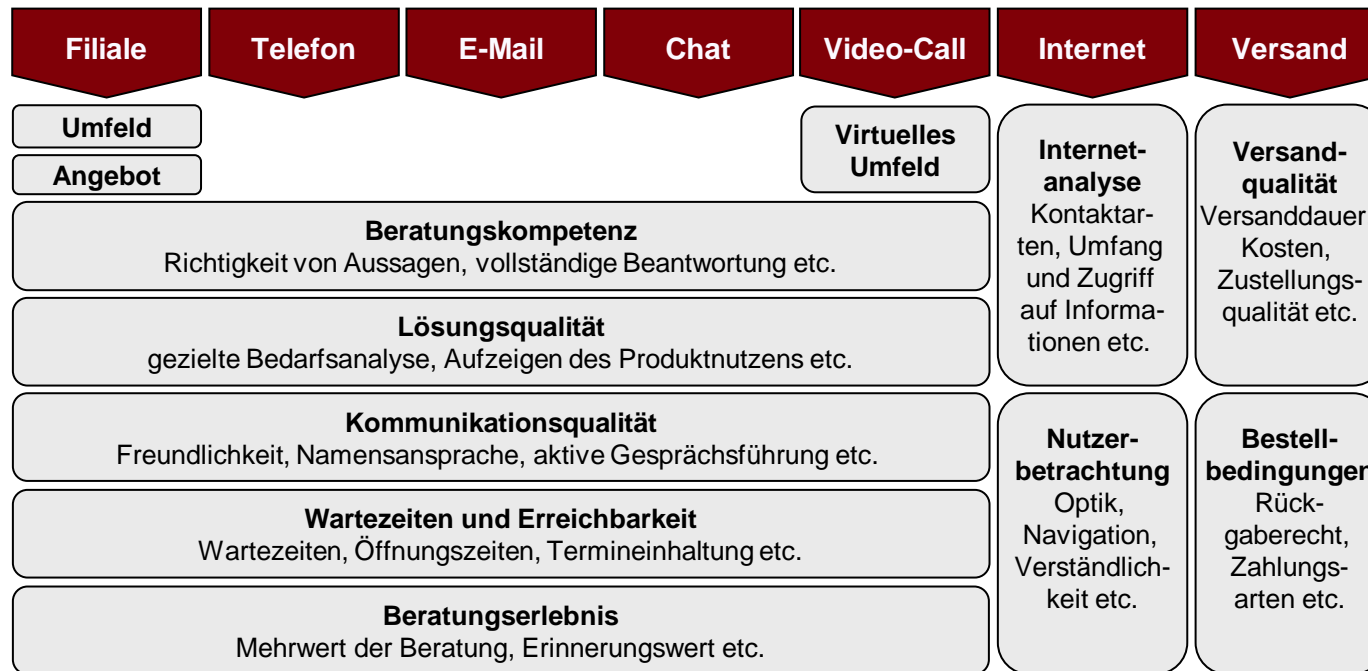 Filiale
Telefon
E-Mail
Chat
Video-Call
Internet
Versand
Umfeld
Angebot
Virtuelles
Umfeld
Beratungskompetenz
Richtigkeit von Aussagen, vollständige Beantwortung etc.
Lösungsqualität
gezielte Bedarfsanalyse, Aufzeigen des Produktnutzens etc.
Kommunikationsqualität
Freundlichkeit, Namensansprache, aktive Gesprächsführung etc.
Wartezeiten und Erreichbarkeit
Wartezeiten, Öffnungszeiten, Termineinhaltung etc.
Beratungserlebnis
Mehrwert der Beratung, Erinnerungswert etc.
Internet-
analyse
Kontaktar-
ten, Umfang
und Zugriff
auf Informa-
tionen etc.
Nutzer-
betrachtung
Optik,
Navigation,
Verständlich-
keit etc.
Versand-
qualität
Versanddauer
Kosten,
Zustellungs-
qualität etc.
Bestell-
bedingungen
Rück-
gaberecht,
Zahlungs-
arten etc.